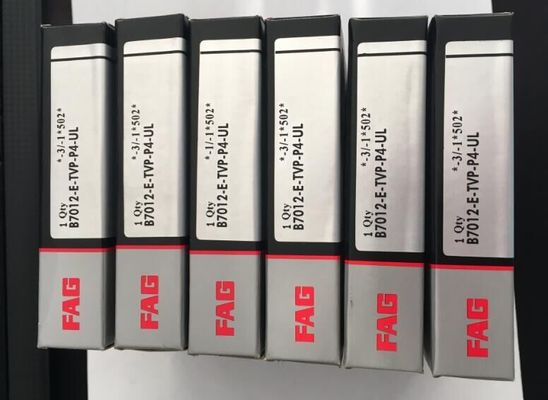 *-3/-1*502*
1 Qty
B7012-E-TVP-P4-UL
FAG
*-3/-1*502*
1 Qty
B7012-E-TVP-P4-UL
FAG
*-1/-1*502*
1 Qty
B7012-E-TVP-P4-UL
FAG
*-3/-1*502*
1 Qty
B7012-E-TVP-P4-UL
FAG
*-3/-1*502*
1 Qty
B7012-E-TVP-P4-UL
FAG
*-3/-1*502*
1 Qty
B7012-E-TVP-P4-UL
FAG